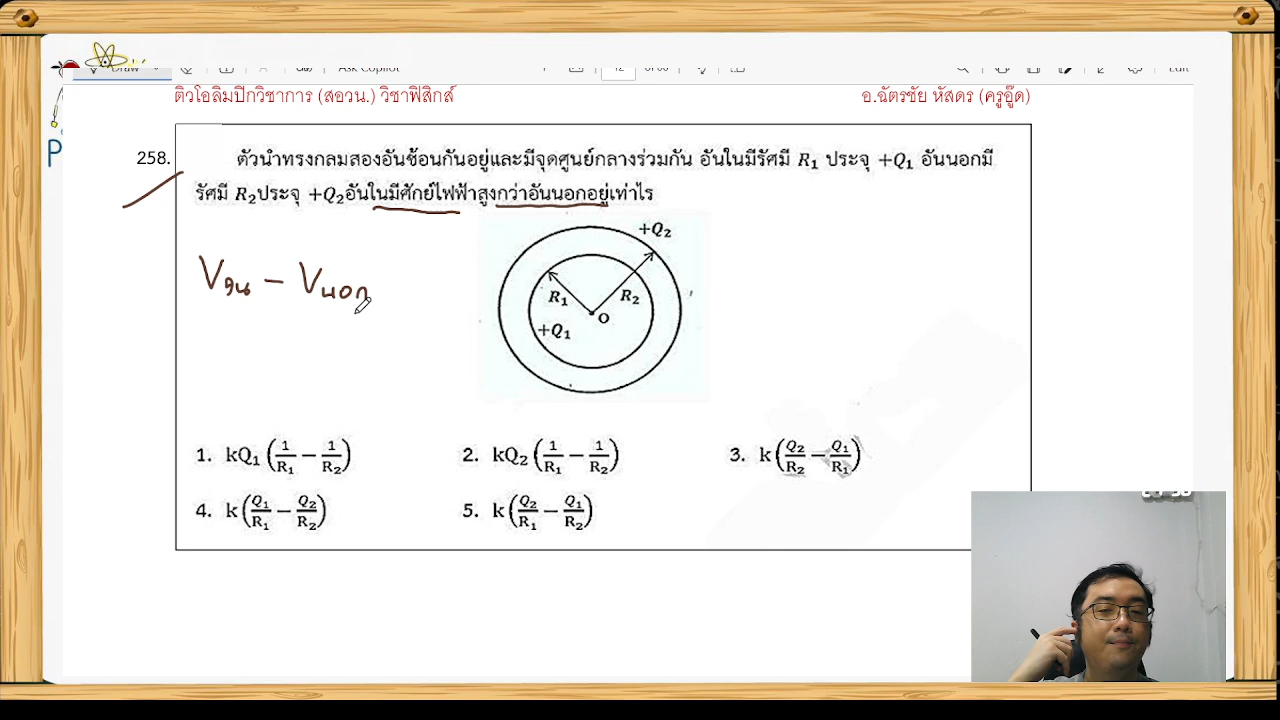 Draw
Ask Copilot
Edit
ติวโอลิมปิกวิชาการ (สอวน.) วิชาฟิสิกส์
อ.ฉัตรชัย หัสดร (ครูอู๊ด)
P
258. ตัวนำทรงกลมสองอันซ้อนกันอยู่และมีจุดศูนย์กลางร่วมกัน อันในมีรัศมี R₁ ประจุ +Q₁ อันนอกมี
รัศมี R₂ประจุ +Q₂อันในมีศักย์ไฟฟ้าสูงกว่าอันนอกอยู่เท่าไร
+Q₂
Vใน - Vนอก
R₁ R₂
O
+Q₁
1. kQ₁(1/R₁ − 1/R₂) 2. kQ₂(1/R₁ − 1/R₂) 3. k(Q₂/R₂ − Q₁/R₁)
4. k(Q₁/R₁ − Q₂/R₂) 5. k(Q₂/R₁ − Q₁/R₂)